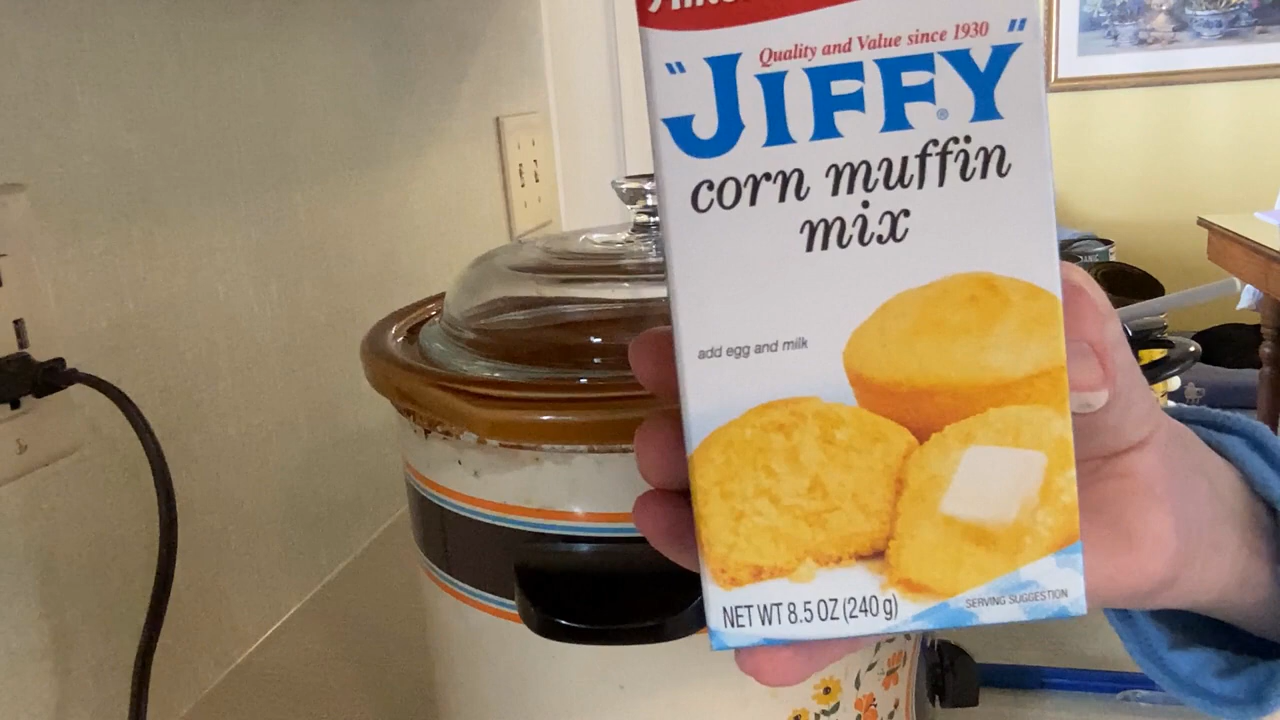 Quality and Value since 1930
"JIFFY"®
corn muffin
mix
add egg and milk
NET WT 8.5 OZ (240 g)
SERVING SUGGESTION